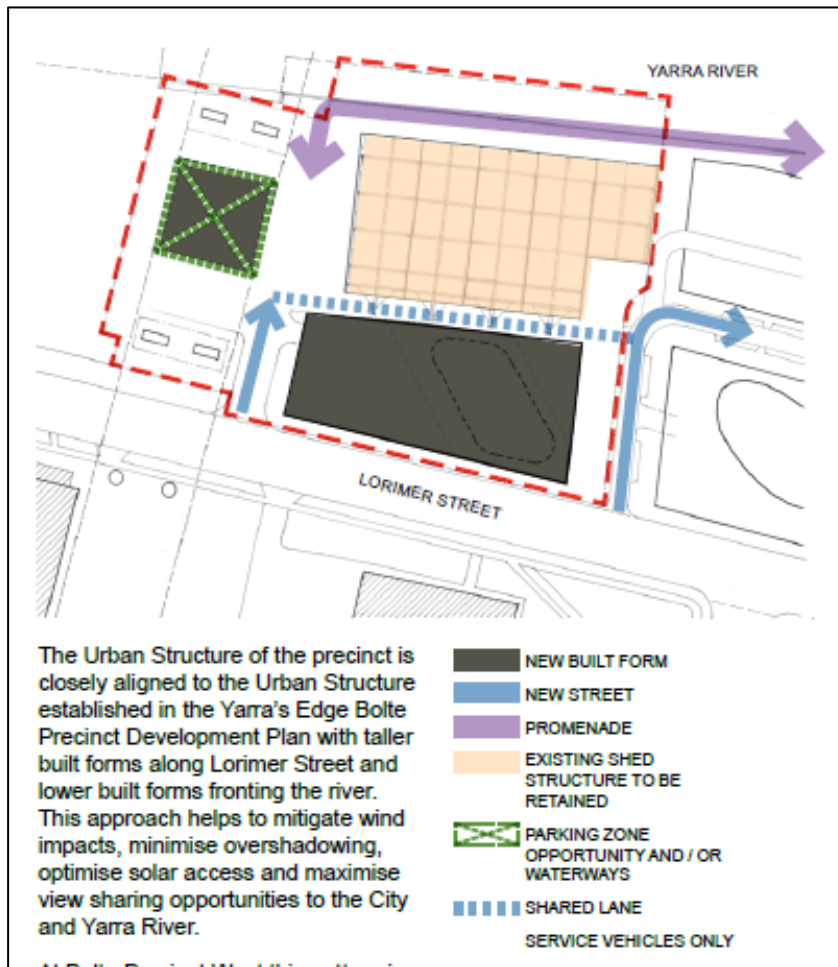 YARRA RIVER
LORIMER STREET
The Urban Structure of the precinct is
closely aligned to the Urban Structure
established in the Yarra's Edge Bolte
Precinct Development Plan with taller
built forms along Lorimer Street and
lower built forms fronting the river.
This approach helps to mitigate wind
impacts, minimise overshadowing,
optimise solar access and maximise
view sharing opportunities to the City
and Yarra River.
NEW BUILT FORM
NEW STREET
PROMENADE
EXISTING SHED
STRUCTURE TO BE
RETAINED
PARKING ZONE
OPPORTUNITY AND / OR
WATERWAYS
SHARED LANE
SERVICE VEHICLES ONLY